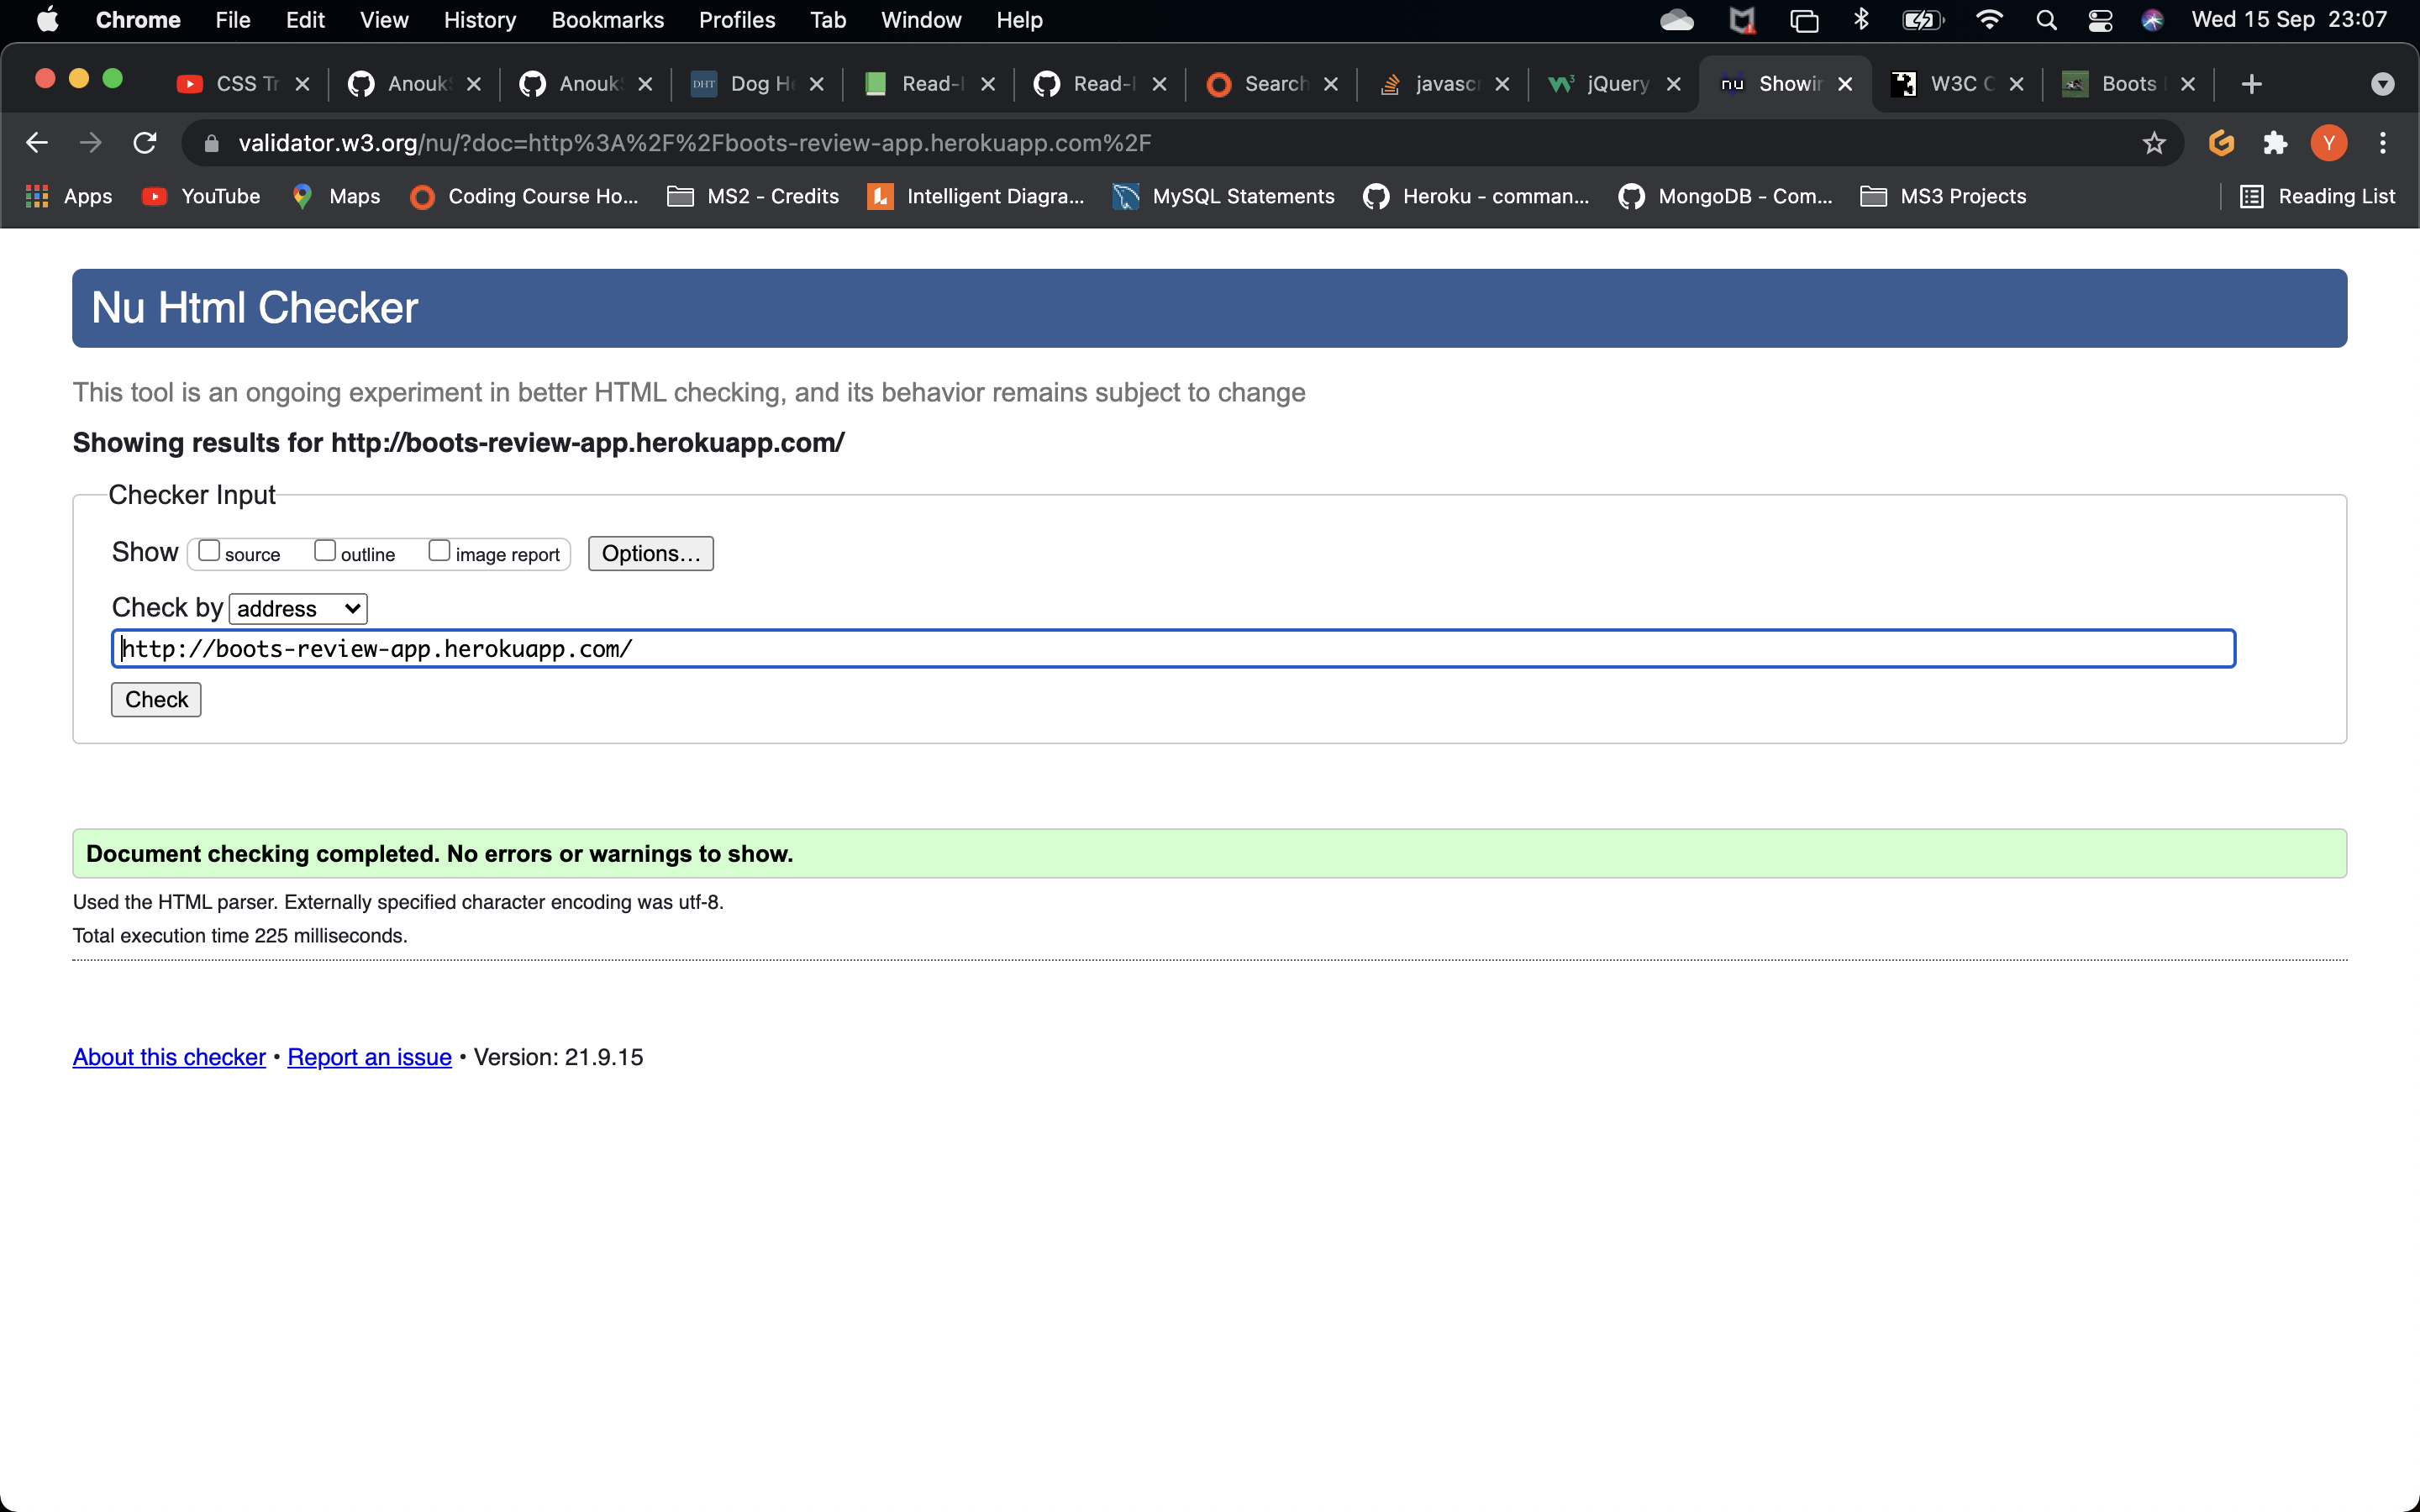 Chrome File Edit View History Bookmarks Profiles Tab Window Help Wed 15 Sep 23:07
CSS Tr Anouk Anouk DHT Dog He Read- Read- Search javasc W3 jQuery nu Showin W3C C Boots
validator.w3.org/nu/?doc=http%3A%2F%2Fboots-review-app.herokuapp.com%2F Y
Apps YouTube Maps Coding Course Ho... MS2 - Credits Intelligent Diagra... MySQL Statements Heroku - comman... MongoDB - Com... MS3 Projects Reading List
Nu Html Checker
This tool is an ongoing experiment in better HTML checking, and its behavior remains subject to change
Showing results for http://boots-review-app.herokuapp.com/
Checker Input
Show source outline image report Options...
Check by address
http://boots-review-app.herokuapp.com/
Check
Document checking completed. No errors or warnings to show.
Used the HTML parser. Externally specified character encoding was utf-8.
Total execution time 225 milliseconds.
About this checker • Report an issue • Version: 21.9.15